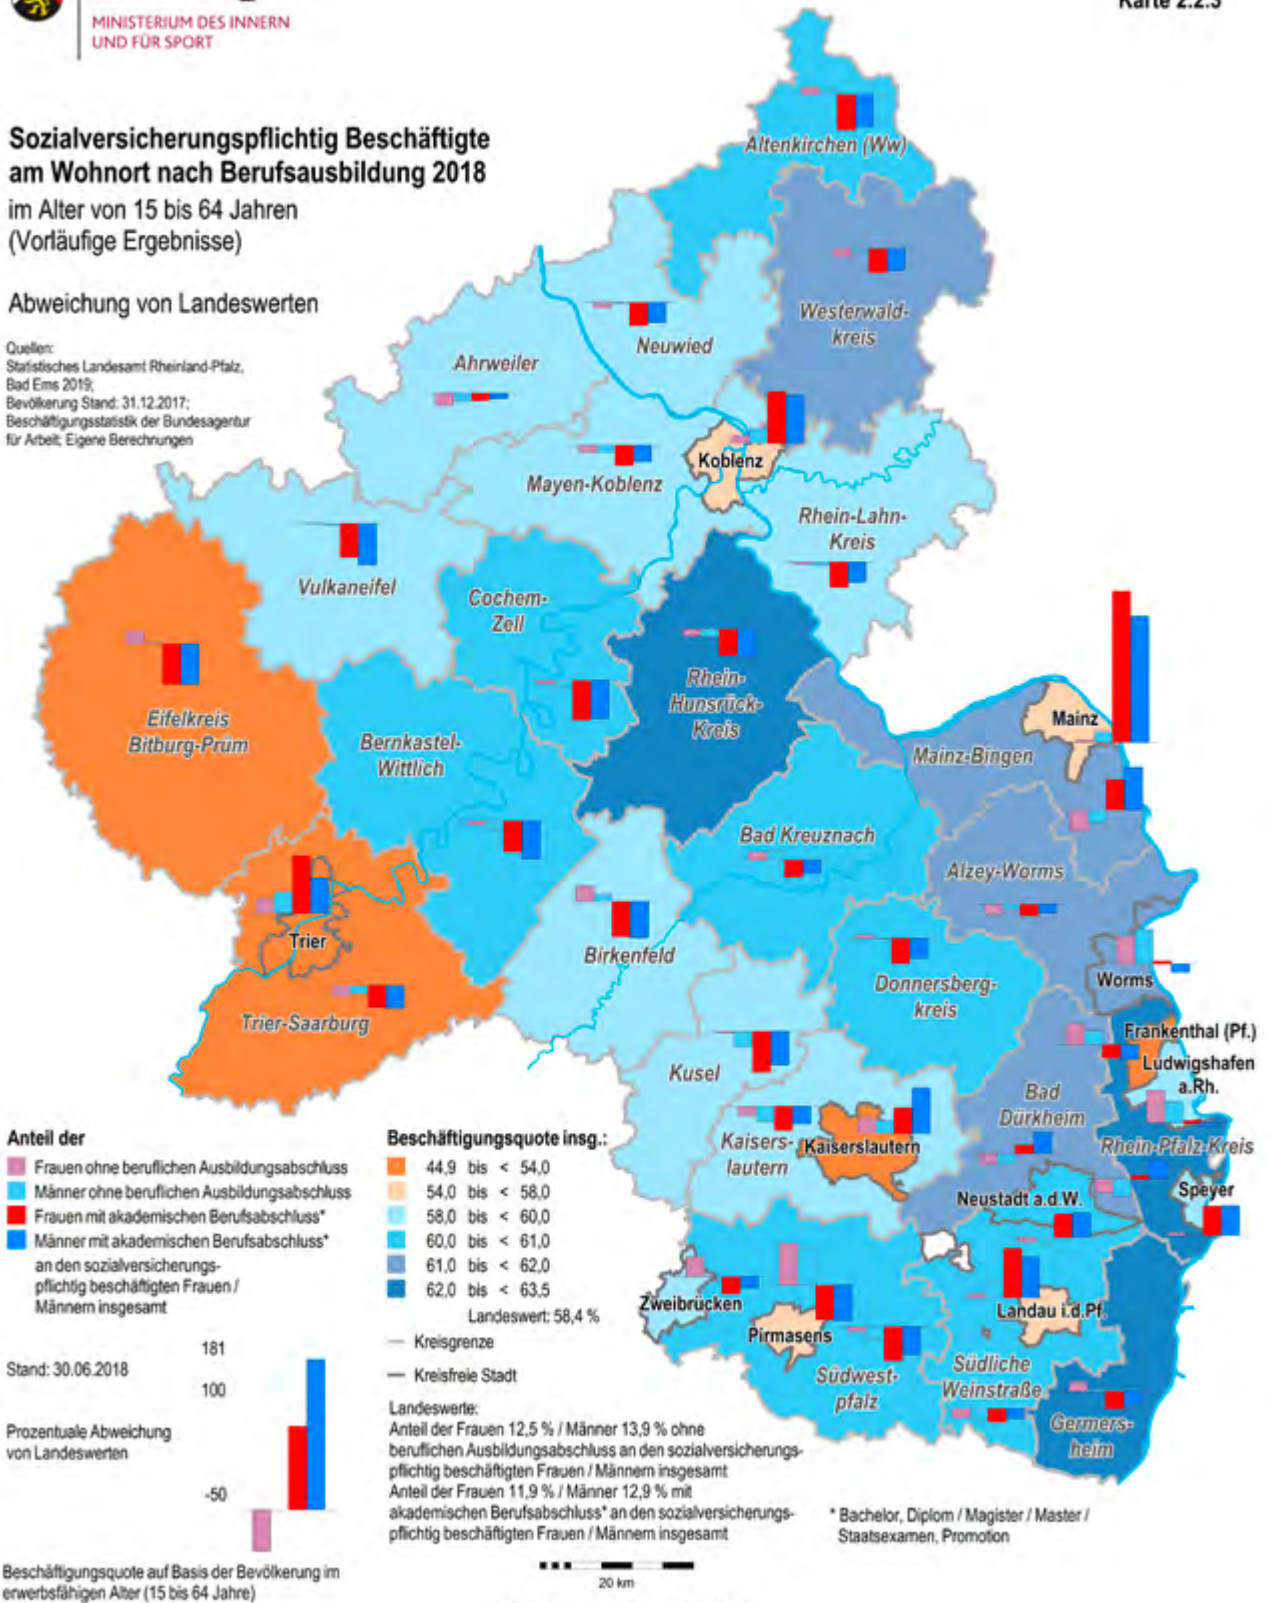 MINISTERIUM DES INNERN
UND FÜR SPORT
Karte 2.2.3
Sozialversicherungspflichtig Beschäftigte
am Wohnort nach Berufsausbildung 2018
im Alter von 15 bis 64 Jahren
(Vorläufige Ergebnisse)
Abweichung von Landeswerten
Quellen:
Statistisches Landesamt Rheinland-Pfalz,
Bad Ems 2019;
Bevölkerung Stand: 31.12.2017;
Beschäftigungsstatistik der Bundesagentur
für Arbeit; Eigene Berechnungen
Altenkirchen (Ww)
Westerwald-
kreis
Neuwied
Ahrweiler
Koblenz
Mayen-Koblenz
Rhein-Lahn-
Kreis
Vulkaneifel
Cochem-
Zell
Rhein-
Hunsrück-
Kreis
Eifelkreis
Bitburg-Prüm
Bernkastel-
Wittlich
Mainz
Mainz-Bingen
Bad Kreuznach
Alzey-Worms
Trier
Birkenfeld
Donnersberg-
kreis
Worms
Trier-Saarburg
Frankenthal (Pf.)
Ludwigshafen
a.Rh.
Kusel
Bad
Dürkheim
Kaisers-
lautern
Kaiserslautern
Rhein-Pfalz-Kreis
Neustadt a.d.W.
Speyer
Zweibrücken
Pirmasens
Landau i.d.Pf.
Südwest-
pfalz
Südliche
Weinstraße
Germers-
heim
Anteil der
Frauen ohne beruflichen Ausbildungsabschluss
Männer ohne beruflichen Ausbildungsabschluss
Frauen mit akademischen Berufsabschluss*
Männer mit akademischen Berufsabschluss*
an den sozialversicherungs-
pflichtig beschäftigten Frauen /
Männern insgesamt
Stand: 30.06.2018
181
100
Prozentuale Abweichung
von Landeswerten
-50
Beschäftigungsquote auf Basis der Bevölkerung im
erwerbsfähigen Alter (15 bis 64 Jahre)
Beschäftigungsquote insg.:
44,9 bis < 54,0
54,0 bis < 58,0
58,0 bis < 60,0
60,0 bis < 61,0
61,0 bis < 62,0
62,0 bis < 63,5
Landeswert: 58,4 %
Kreisgrenze
Kreisfreie Stadt
Landeswerte:
Anteil der Frauen 12,5 % / Männer 13,9 % ohne
beruflichen Ausbildungsabschluss an den sozialversicherungs-
pflichtig beschäftigten Frauen / Männern insgesamt
Anteil der Frauen 11,9 % / Männer 12,9 % mit
akademischen Berufsabschluss* an den sozialversicherungs-
pflichtig beschäftigten Frauen / Männern insgesamt
* Bachelor, Diplom / Magister / Master /
Staatsexamen, Promotion
20 km